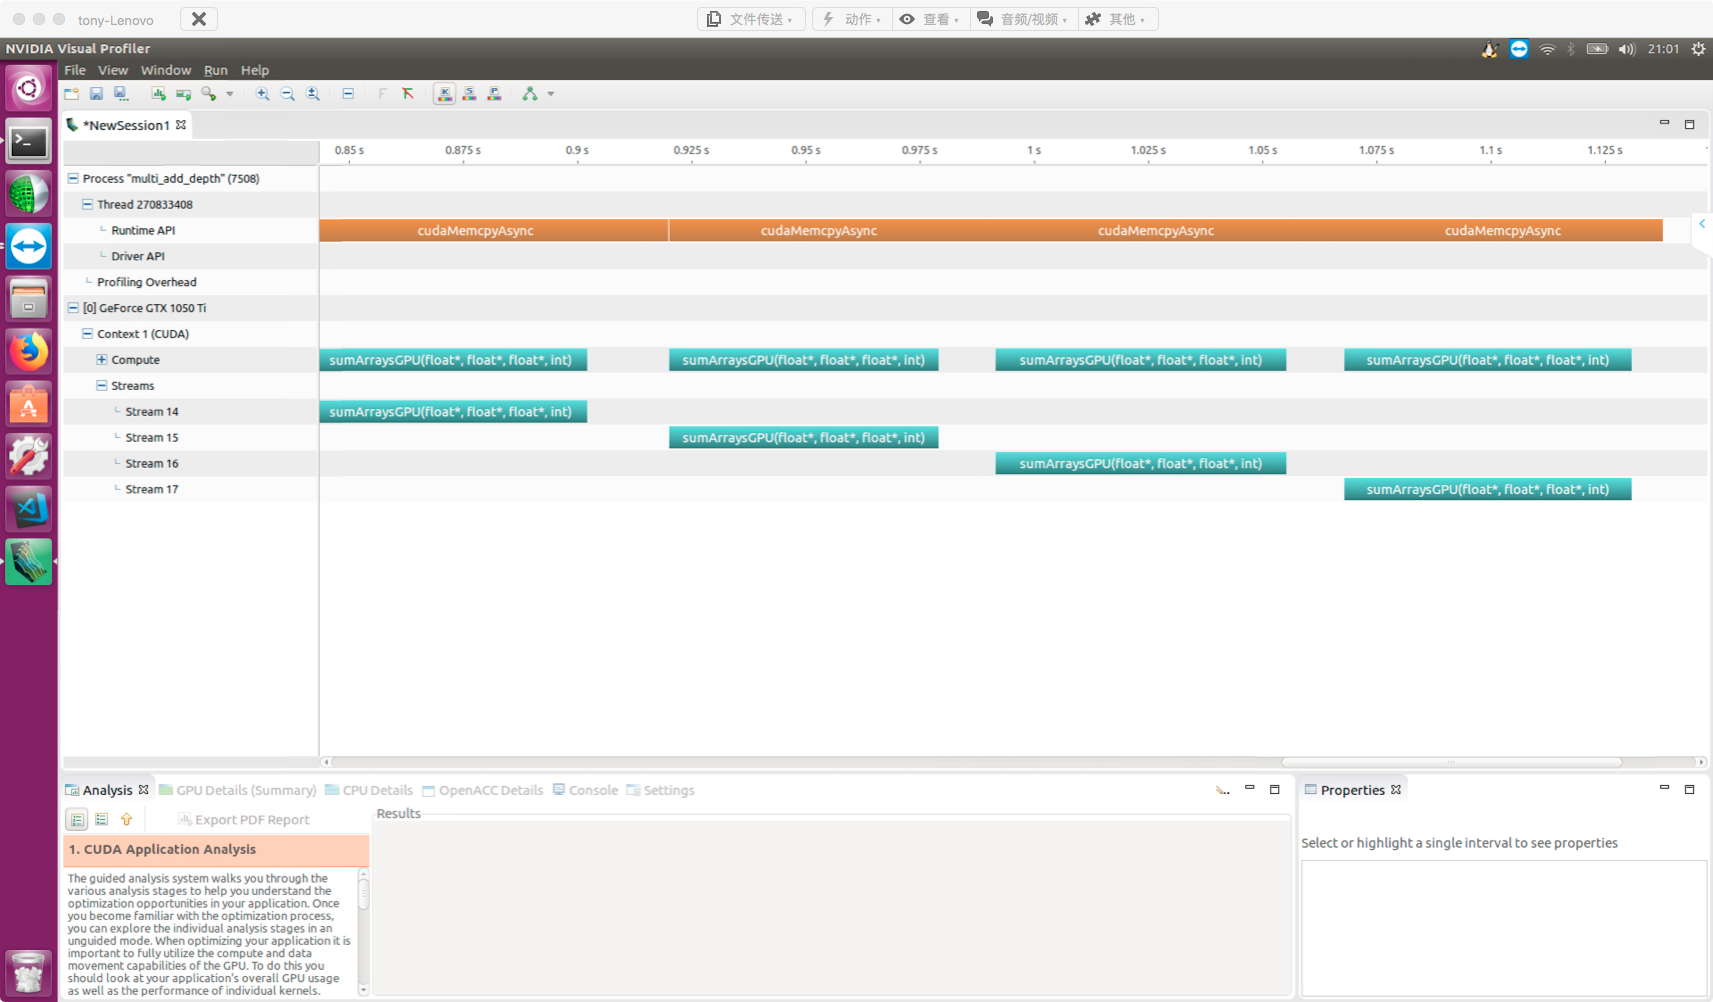 tony-Lenovo 文件传送 动作 查看 音频/视频 其他
NVIDIA Visual Profiler 21:01
File View Window Run Help
*NewSession1
0.85 s 0.875 s 0.9 s 0.925 s 0.95 s 0.975 s 1 s 1.025 s 1.05 s 1.075 s 1.1 s 1.125 s
Process "multi_add_depth" (7508)
Thread 270833408
Runtime API cudaMemcpyAsync cudaMemcpyAsync cudaMemcpyAsync cudaMemcpyAsync
Driver API
Profiling Overhead
[0] GeForce GTX 1050 Ti
Context 1 (CUDA)
Compute sumArraysGPU(float*, float*, float*, int) sumArraysGPU(float*, float*, float*, int) sumArraysGPU(float*, float*, float*, int) sumArraysGPU(float*, float*, float*, int)
Streams
Stream 14 sumArraysGPU(float*, float*, float*, int)
Stream 15 sumArraysGPU(float*, float*, float*, int)
Stream 16 sumArraysGPU(float*, float*, float*, int)
Stream 17 sumArraysGPU(float*, float*, float*, int)
Analysis GPU Details (Summary) CPU Details OpenACC Details Console Settings
Export PDF Report
Results
1. CUDA Application Analysis
The guided analysis system walks you through the
various analysis stages to help you understand the
optimization opportunities in your application. Once
you become familiar with the optimization process,
you can explore the individual analysis stages in an
unguided mode. When optimizing your application it is
important to fully utilize the compute and data
movement capabilities of the GPU. To do this you
should look at your application's overall GPU usage
as well as the performance of individual kernels.
Properties
Select or highlight a single interval to see properties